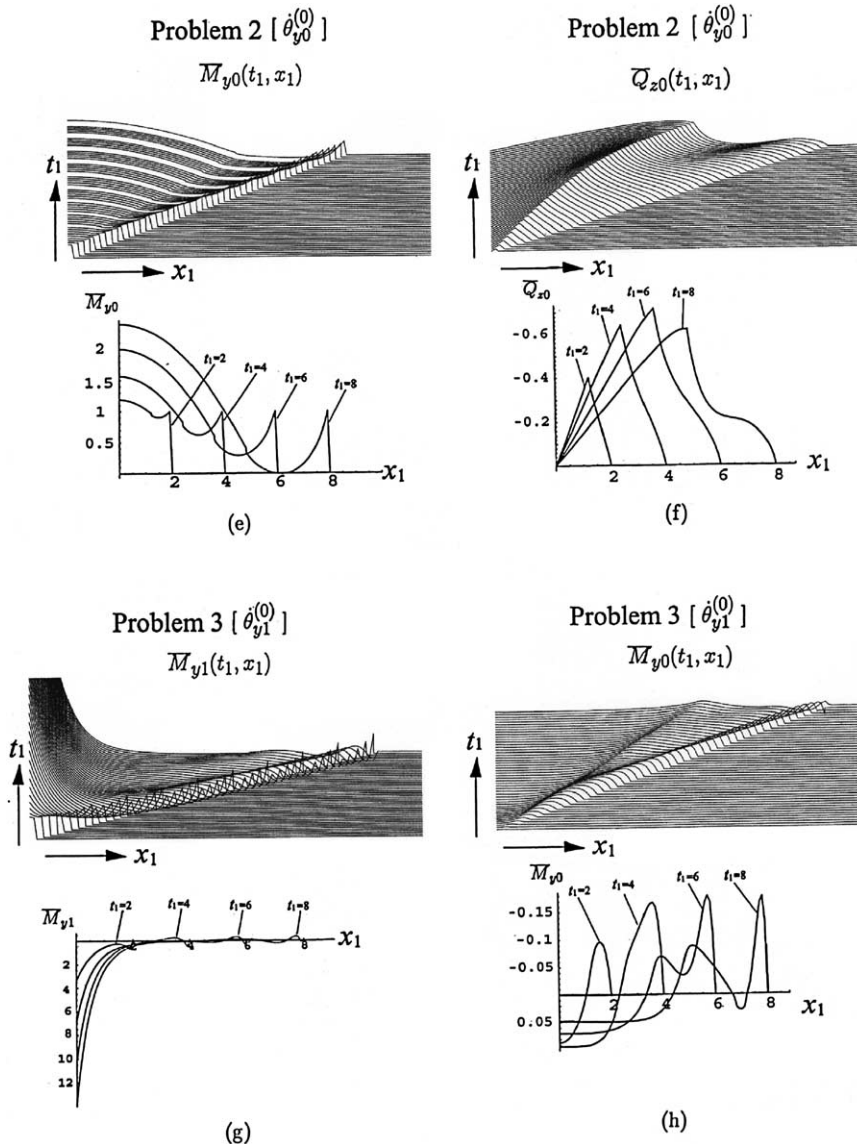 Problem 2 [ θ̇_{y0}^{(0)} ]
M̅_{y0}(t₁, x₁)
t₁
x₁
M̅_{y0}
2
1.5
1
0.5
t₁=2
t₁=4
t₁=6
t₁=8
2 4 6 8
x₁
(e)
Problem 2 [ θ̇_{y0}^{(0)} ]
Q̅_{z0}(t₁, x₁)
t₁
x₁
Q̅_{z0}
-0.6
-0.4
-0.2
t₁=2
t₁=4
t₁=6
t₁=8
2 4 6 8
x₁
(f)
Problem 3 [ θ̇_{y1}^{(0)} ]
M̅_{y1}(t₁, x₁)
t₁
x₁
M̅_{y1}
t₁=2
t₁=4
t₁=6
t₁=8
x₁
2
4
6
8
10
12
4 6 8
(g)
Problem 3 [ θ̇_{y1}^{(0)} ]
M̅_{y0}(t₁, x₁)
t₁
x₁
M̅_{y0}
-0.15
-0.1
-0.05
0.05
t₁=2
t₁=4
t₁=6
t₁=8
2 4 6 8
x₁
(h)